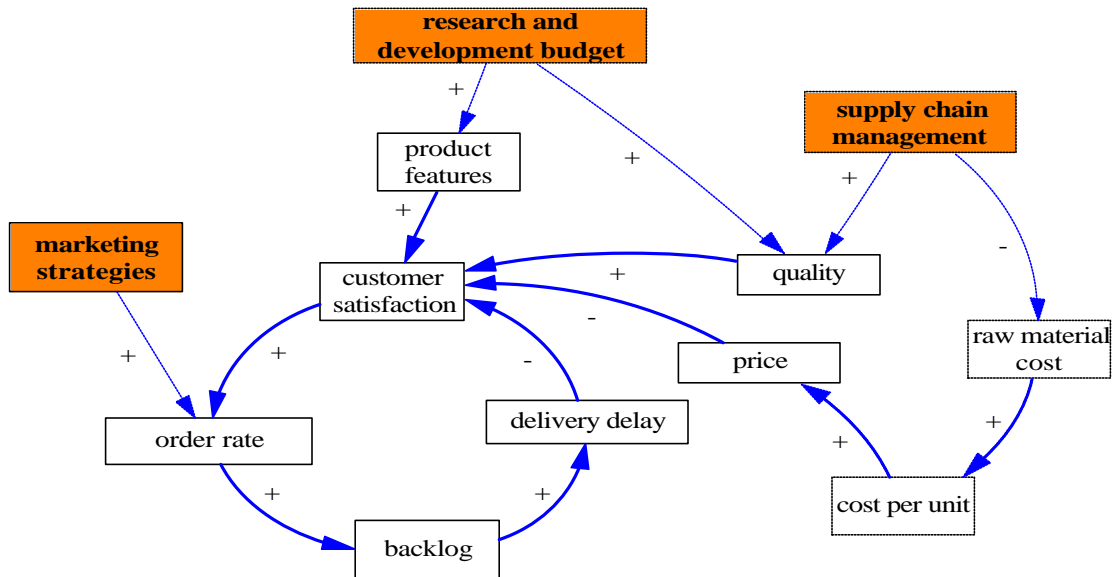 research and
development budget
+
supply chain
management
product
features
+
+
+
marketing
strategies
-
customer
satisfaction
quality
+
-
raw material
cost
+
+
-
price
order rate
delivery delay
+
+
+
+
cost per unit
backlog